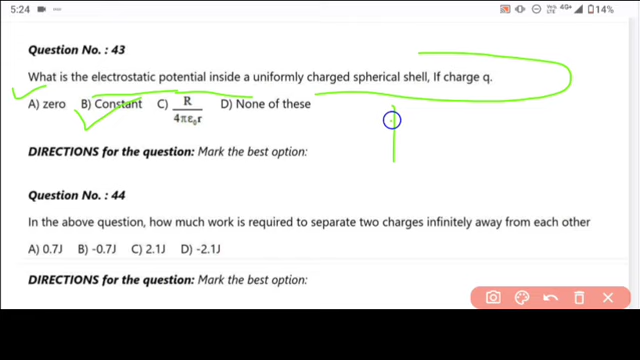 5:24 14%
Question No. : 43
What is the electrostatic potential inside a uniformly charged spherical shell, If charge q.
A) zero B) Constant C) R/4πε₀r D) None of these
DIRECTIONS for the question: Mark the best option:
Question No. : 44
In the above question, how much work is required to separate two charges infinitely away from each other
A) 0.7J B) -0.7J C) 2.1J D) -2.1J
DIRECTIONS for the question: Mark the best option: